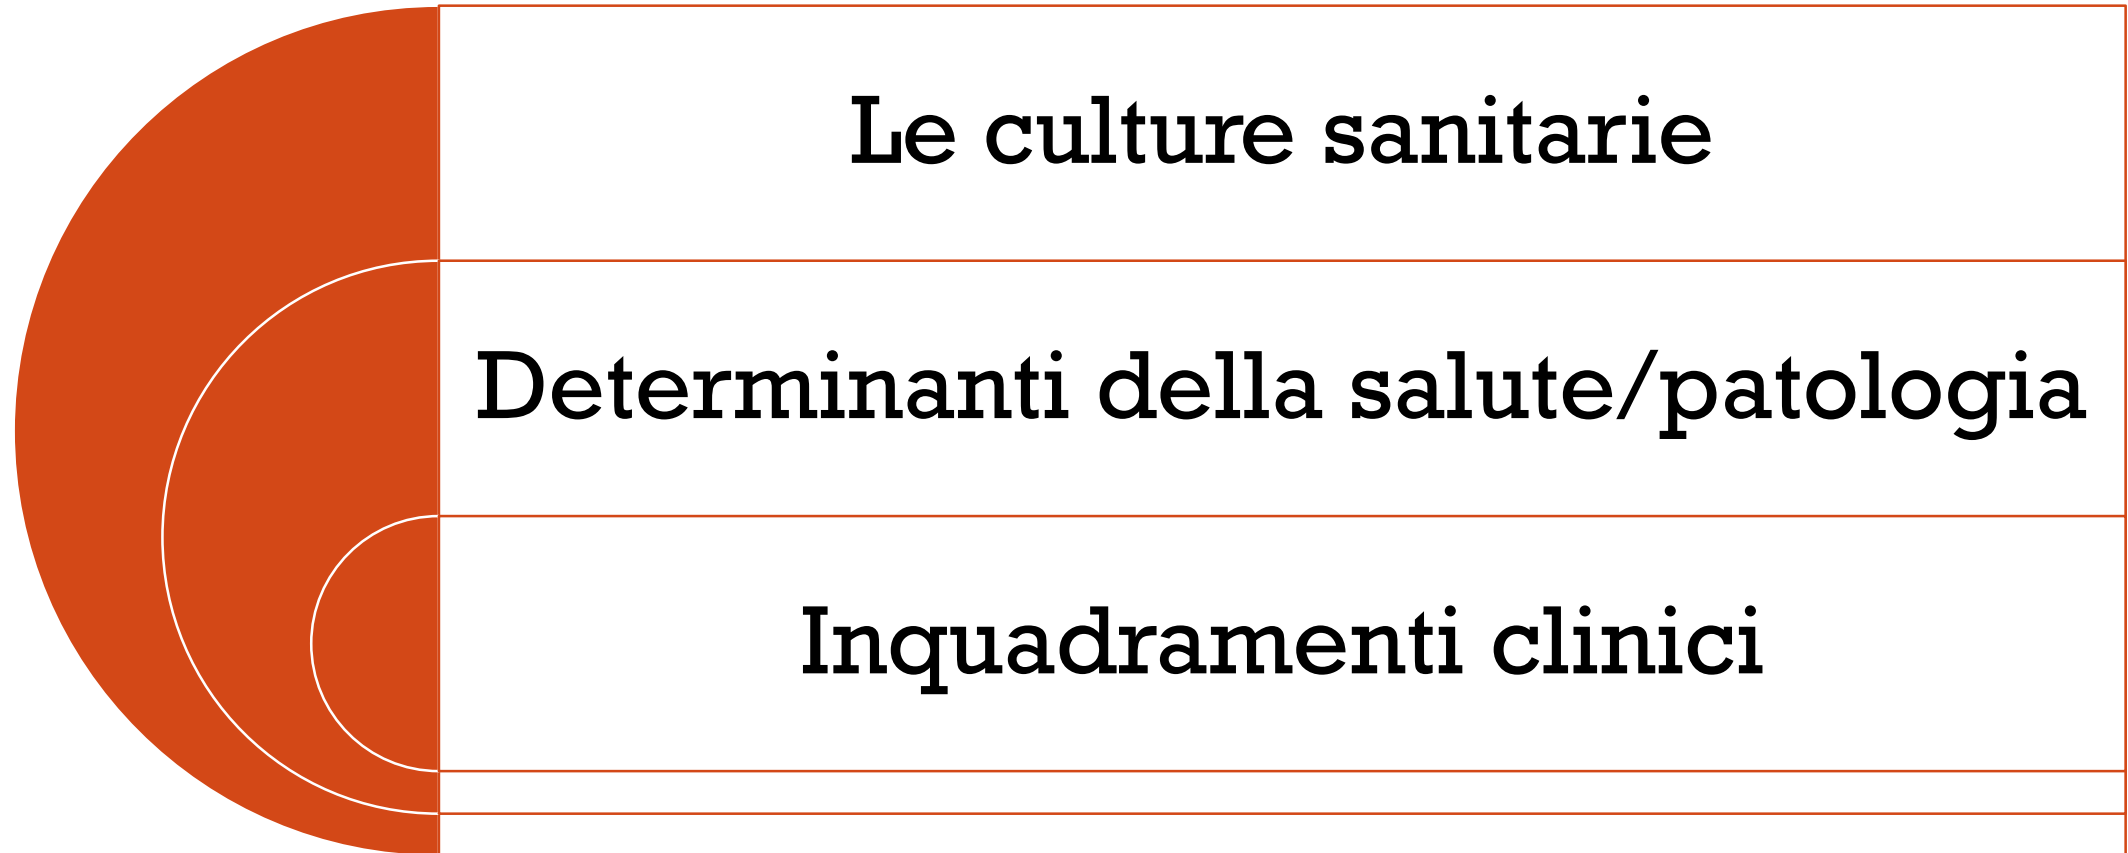 Le culture sanitarie
Determinanti della salute/patologia
Inquadramenti clinici